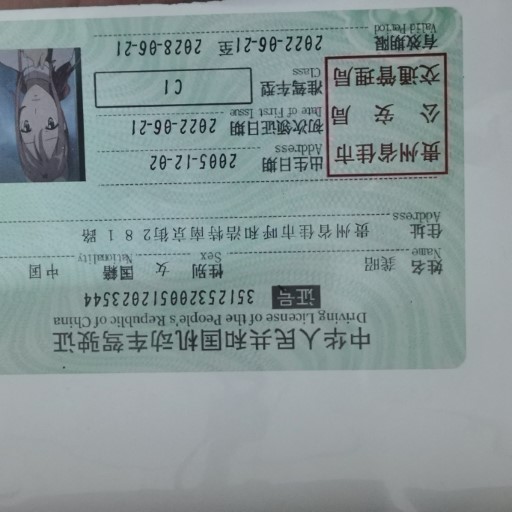 中华人民共和国机动车驾驶证
Driving License of the People's Republic of China
证号 351253200512023544
姓名 義昭 性别 女 国籍 中国
Name Sex Nationality
住址 贵州省佳市呼和浩特南京街281路
Address
贵州省佳市
公安局
交通管理局
出生日期 2005-12-02
Address
初次领证日期 2022-06-21
Date of First Issue
准驾车型 C1
Class
有效期限 2022-06-21至 2028-06-21
Valid Period